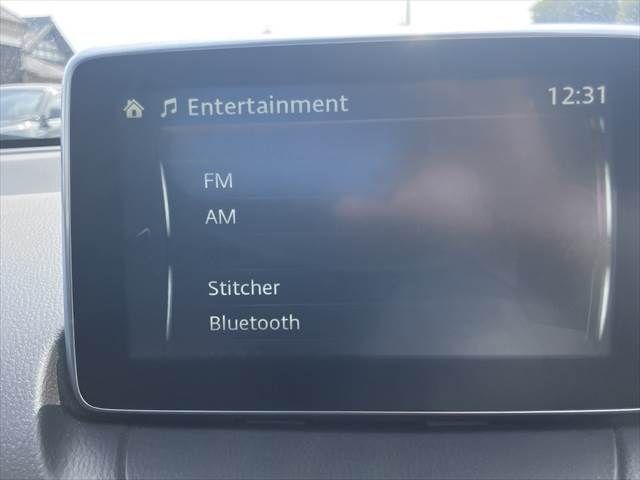 Entertainment 12:31
FM
AM
Stitcher
Bluetooth